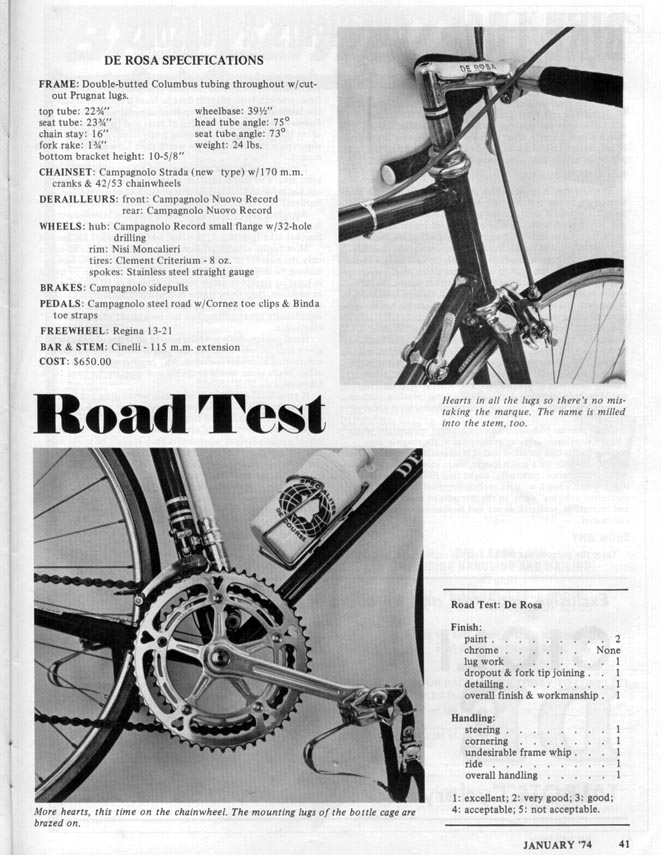 DE ROSA SPECIFICATIONS
FRAME: Double-butted Columbus tubing throughout w/cut-
out Prugnat lugs.
top tube: 22¾" wheelbase: 39½"
seat tube: 23¾" head tube angle: 75°
chain stay: 16" seat tube angle: 73°
fork rake: 1¾" weight: 24 lbs.
bottom bracket height: 10-5/8"
CHAINSET: Campagnolo Strada (new type) w/170 m.m.
cranks & 42/53 chainwheels
DERAILLEURS: front: Campagnolo Nuovo Record
rear: Campagnolo Nuovo Record
WHEELS: hub: Campagnolo Record small flange w/32-hole
drilling
rim: Nisi Moncalieri
tires: Clement Criterium - 8 oz.
spokes: Stainless steel straight gauge
BRAKES: Campagnolo sidepulls
PEDALS: Campagnolo steel road w/Cornez toe clips & Binda
toe straps
FREEWHEEL: Regina 13-21
BAR & STEM: Cinelli - 115 m.m. extension
COST: $650.00
DE ROSA
Hearts in all the lugs so there's no mis-
taking the marque. The name is milled
into the stem, too.
Road Test
SPECIALITES
DE COURSE
DE
More hearts, this time on the chainwheel. The mounting lugs of the bottle cage are
brazed on.
Road Test: De Rosa
Finish:
paint . . . . . . . . 2
chrome . . . . . . None
lug work . . . . . . . 1
dropout & fork tip joining . . 1
detailing . . . . . . . 1
overall finish & workmanship . 1
Handling:
steering . . . . . . . 1
cornering . . . . . . . 1
undesirable frame whip . . . 1
ride . . . . . . . . 1
overall handling . . . . . 1
1: excellent; 2: very good; 3: good;
4: acceptable; 5: not acceptable.
JANUARY '74 41